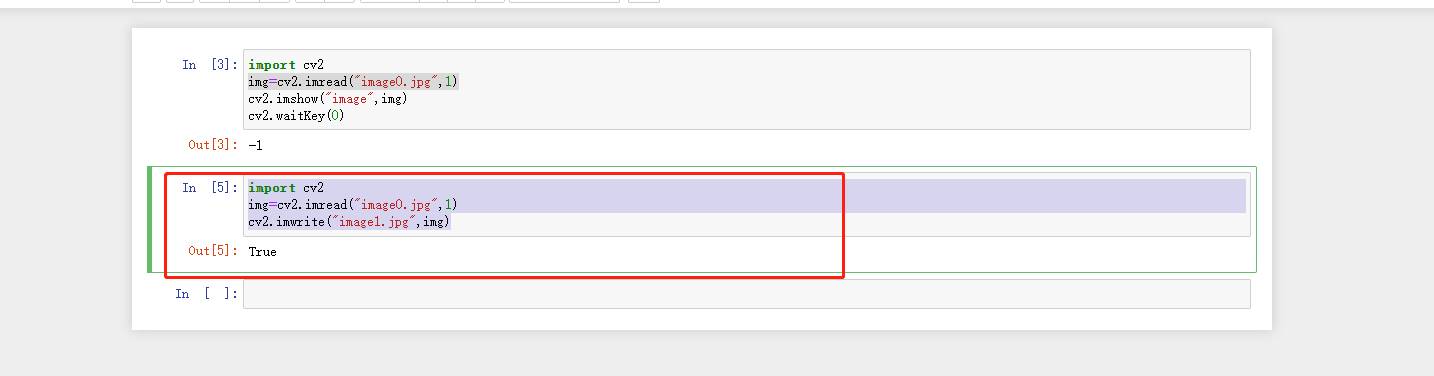 In [3]: import cv2
img=cv2.imread("image0.jpg",1)
cv2.imshow("image",img)
cv2.waitKey(0)
Out[3]: -1
In [5]: import cv2
img=cv2.imread("image0.jpg",1)
cv2.imwrite("image1.jpg",img)
Out[5]: True
In [ ]: